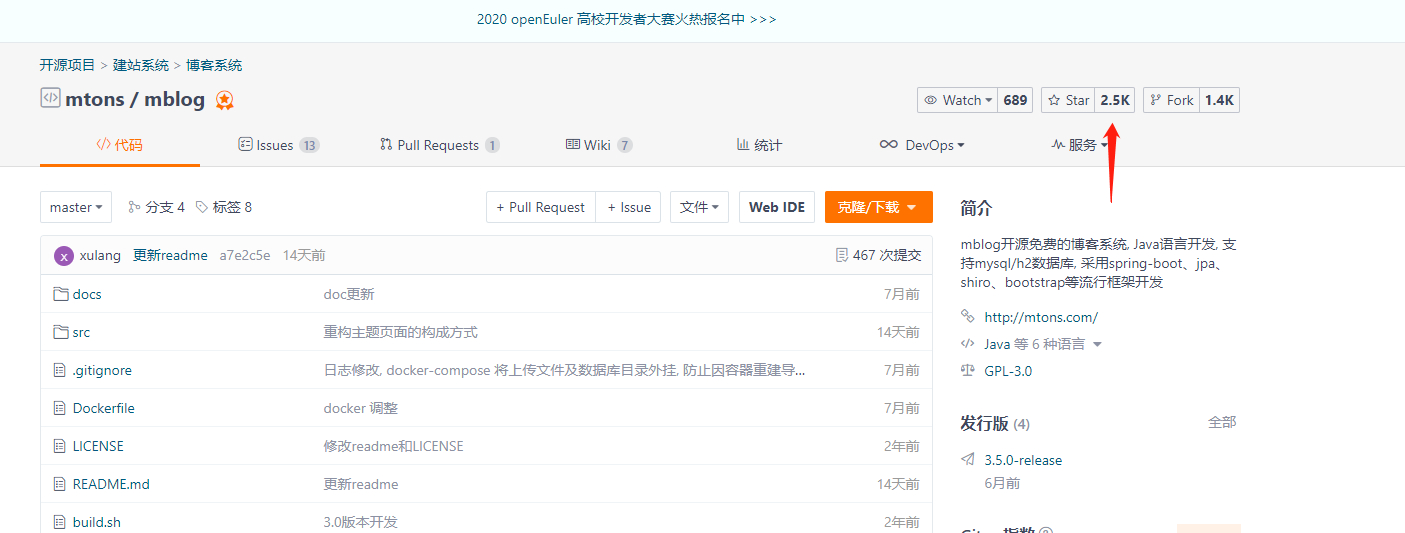 2020 openEuler 高校开发者大赛火热报名中 >>>
开源项目 > 建站系统 > 博客系统
mtons / mblog
Watch 689 Star 2.5K Fork 1.4K
代码 Issues 13 Pull Requests 1 Wiki 7 统计 DevOps 服务
master 分支 4 标签 8 + Pull Request + Issue 文件 Web IDE 克隆/下载
x xulang 更新readme a7e2c5e 14天前 467 次提交
docs doc更新 7月前
src 重构主题页面的构成方式 14天前
.gitignore 日志修改, docker-compose 将上传文件及数据库目录外挂, 防止因容器重建导... 7月前
Dockerfile docker 调整 7月前
LICENSE 修改readme和LICENSE 2年前
README.md 更新readme 14天前
build.sh 3.0版本开发 2年前
简介
mblog开源免费的博客系统, Java语言开发, 支
持mysql/h2数据库, 采用spring-boot、jpa、
shiro、bootstrap等流行框架开发
http://mtons.com/
Java 等 6 种语言
GPL-3.0
发行版 (4) 全部
3.5.0-release
6月前